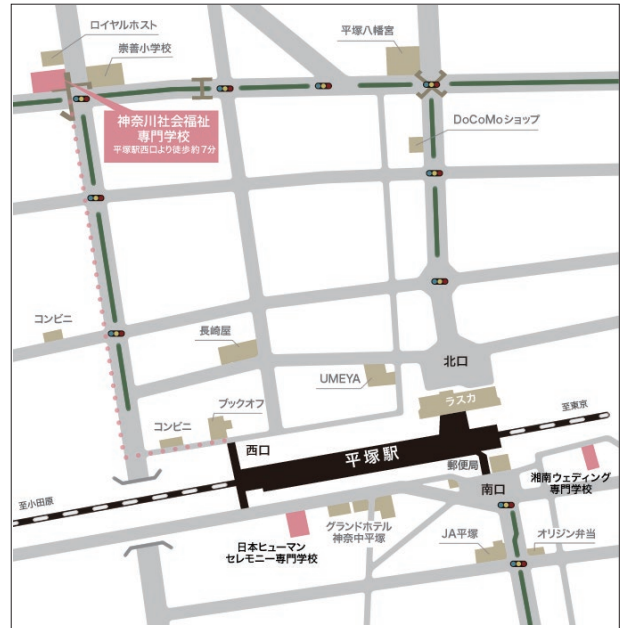 ロイヤルホスト
崇善小学校
平塚八幡宮
神奈川社会福祉
専門学校
平塚駅西口より徒歩約7分
DoCoMoショップ
コンビニ
長崎屋
北口
UMEYA
ブックオフ
ラスカ
コンビニ
西口
至東京
平塚駅
郵便局
湘南ウェディング
専門学校
至小田原
南口
グランドホテル
神奈中平塚
日本ヒューマン
セレモニー専門学校
JA平塚
オリジン弁当